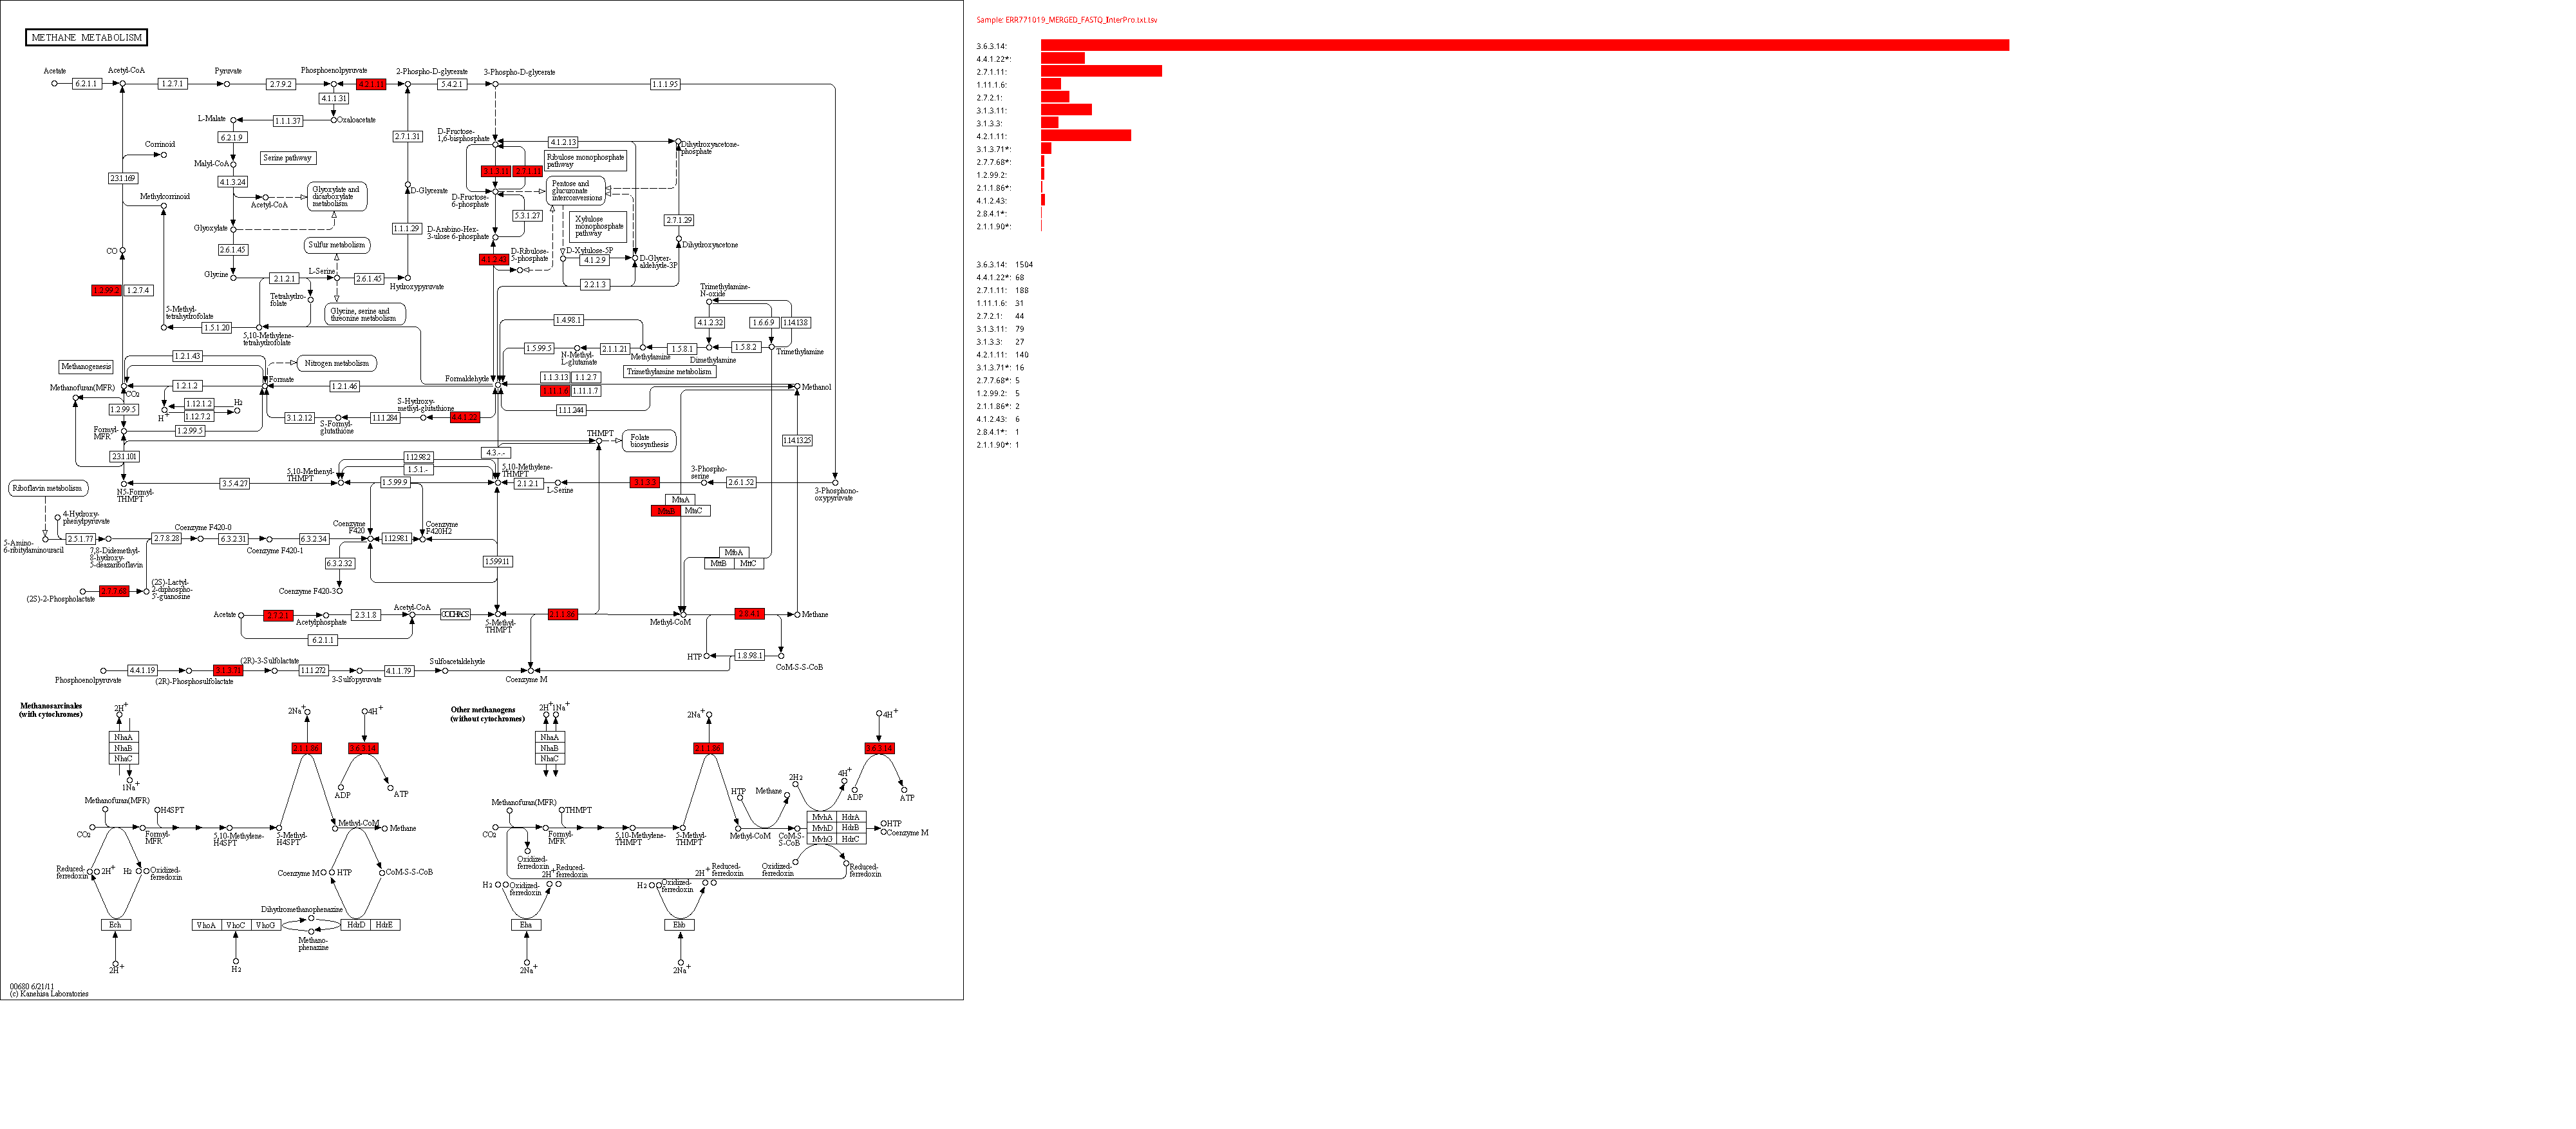 METHANE METABOLISM
Acetate
6.2.1.1
Acetyl-CoA
1.2.7.1
Pyruvate
2.7.9.2
Phosphoenolpyruvate
4.2.1.11
2-Phospho-D-glycerate
5.4.2.1
3-Phospho-D-glycerate
1.1.1.95
4.1.1.31
L-Malate
1.1.1.37
Oxaloacetate
6.2.1.9
Serine pathway
2.7.1.31
D-Fructose-
1,6-bisphosphate
4.1.2.13
Dihydroxyacetone-
phosphate
Corrinoid
Malyl-CoA
Ribulose monophosphate
pathway
3.1.3.11
2.7.1.11
2.3.1.169
4.1.3.24
Glyoxylate and
dicarboxylate
metabolism
Pentose and
glucuronate
interconversions
D-Glycerate
Methylcorrinoid
Acetyl-CoA
D-Fructose-
6-phosphate
5.3.1.27
Xylulose
monophosphate
pathway
2.7.1.29
Glyoxylate
1.1.1.29
D-Arabino-Hex-
3-ulose 6-phosphate
Sulfur metabolism
CO
2.6.1.45
D-Ribulose-
5-phosphate
D-Xylulose-5P
Dihydroxyacetone
4.1.2.43
4.1.2.9
D-Glycer-
aldehyde-3P
Glycine
2.1.2.1
L-Serine
2.6.1.45
Hydroxypyruvate
2.2.1.3
1.2.99.2
1.2.7.4
Tetrahydro-
folate
Trimethylamine-
N-oxide
5-Methyl-
tetrahydrofolate
Glycine, serine and
threonine metabolism
1.5.1.20
5,10-Methylene-
tetrahydrofolate
1.4.98.1
4.1.2.32
1.6.6.9
1.14.13.8
1.5.99.5
N-Methyl-
L-glutamate
2.1.1.21
Methylamine
1.5.8.1
Dimethylamine
1.5.8.2
Trimethylamine
Methanogenesis
1.2.1.43
Nitrogen metabolism
Trimethylamine metabolism
Methanofuran(MFR)
CO2
1.2.1.2
Formate
1.2.1.46
Formaldehyde
1.1.3.13
1.1.2.7
1.11.1.6
1.11.1.7
Methanol
1.2.99.5
H+
1.12.1.2
1.12.7.2
H2
3.1.2.12
S-Formyl-
glutathione
1.1.1.284
S-Hydroxy-
methyl-glutathione
4.4.1.22
1.1.1.244
Formyl-
MFR
1.2.99.5
THMPT
Folate
biosynthesis
1.14.13.25
2.3.1.101
4.3.-.-
1.12.98.2
1.5.1.-
5,10-Methenyl-
THMPT
5,10-Methylene-
THMPT
N5-Formyl-
THMPT
3.5.4.27
1.5.99.9
2.1.2.1
L-Serine
3.1.3.3
3-Phospho-
serine
2.6.1.52
3-Phosphono-
oxypyruvate
Riboflavin metabolism
MtaA
MtaB
MtaC
4-Hydroxy-
phenylpyruvate
5-Amino-
6-ribitylaminouracil
2.5.1.77
7,8-Didemethyl-
8-hydroxy-
5-deazariboflavin
2.7.8.28
Coenzyme F420-0
6.3.2.31
Coenzyme F420-1
6.3.2.34
Coenzyme
F420
1.12.98.1
Coenzyme
F420H2
6.3.2.32
Coenzyme F420-3
1.5.99.11
MtbA
MttB
MttC
(2S)-2-Phospholactate
2.7.7.68
(2S)-Lactyl-
2-diphospho-
5'-guanosine
Acetate
2.7.2.1
Acetylphosphate
2.3.1.8
Acetyl-CoA
CODH/ACS
6.2.1.1
5-Methyl-
THMPT
2.1.1.86
Methyl-CoM
2.8.4.1
Methane
HTP
1.8.98.1
CoM-S-S-CoB
Phosphoenolpyruvate
4.4.1.19
(2R)-Phosphosulfolactate
3.1.3.71
(2R)-3-Sulfolactate
1.1.1.272
3-Sulfopyruvate
4.1.1.79
Sulfoacetaldehyde
Coenzyme M
Methanosarcinales
(with cytochromes)
2H+
NhaA
NhaB
NhaC
1Na+
2Na+
2.1.1.86
4H+
3.6.3.14
ADP
ATP
Methanofuran(MFR)
H4SPT
CO2
Formyl-
MFR
5,10-Methylene-
H4SPT
5-Methyl-
H4SPT
Methyl-CoM
Methane
Reduced-
ferredoxin
2H+
H2
Oxidized-
ferredoxin
Coenzyme M
HTP
CoM-S-S-CoB
Ech
2H+
VhoA
VhoC
VhoG
H2
Dihydromethanophenazine
Methano-
phenazine
HdrD
HdrE
Other methanogens
(without cytochromes)
2H+
1Na+
NhaA
NhaB
NhaC
2Na+
2.1.1.86
4H+
3.6.3.14
ADP
ATP
2H2
4H+
HTP
Methane
Methanofuran(MFR)
THMPT
CO2
Formyl-
MFR
5,10-Methylene-
THMPT
5-Methyl-
THMPT
Methyl-CoM
CoM-S-
S-CoB
MvhA
HdrA
MvhD
HdrB
MvhG
HdrC
HTP
Coenzyme M
Oxidized-
ferredoxin
Reduced-
ferredoxin
H2
Oxidized-
ferredoxin
2H+
Reduced-
ferredoxin
H2
Oxidized-
ferredoxin
2H+
Reduced-
ferredoxin
Oxidized-
ferredoxin
Eha
2Na+
Ehb
2Na+
00680 6/21/11
(c) Kanehisa Laboratories
Sample: ERR771019_MERGED_FASTQ_InterPro.txt.tsv
3.6.3.14:
4.4.1.22*:
2.7.1.11:
1.11.1.6:
2.7.2.1:
3.1.3.11:
3.1.3.3:
4.2.1.11:
3.1.3.71*:
2.7.7.68*:
1.2.99.2:
2.1.1.86*:
4.1.2.43:
2.8.4.1*:
2.1.1.90*:
3.6.3.14: 1504
4.4.1.22*: 68
2.7.1.11: 188
1.11.1.6: 31
2.7.2.1: 44
3.1.3.11: 79
3.1.3.3: 27
4.2.1.11: 140
3.1.3.71*: 16
2.7.7.68*: 5
1.2.99.2: 5
2.1.1.86*: 2
4.1.2.43: 6
2.8.4.1*: 1
2.1.1.90*: 1